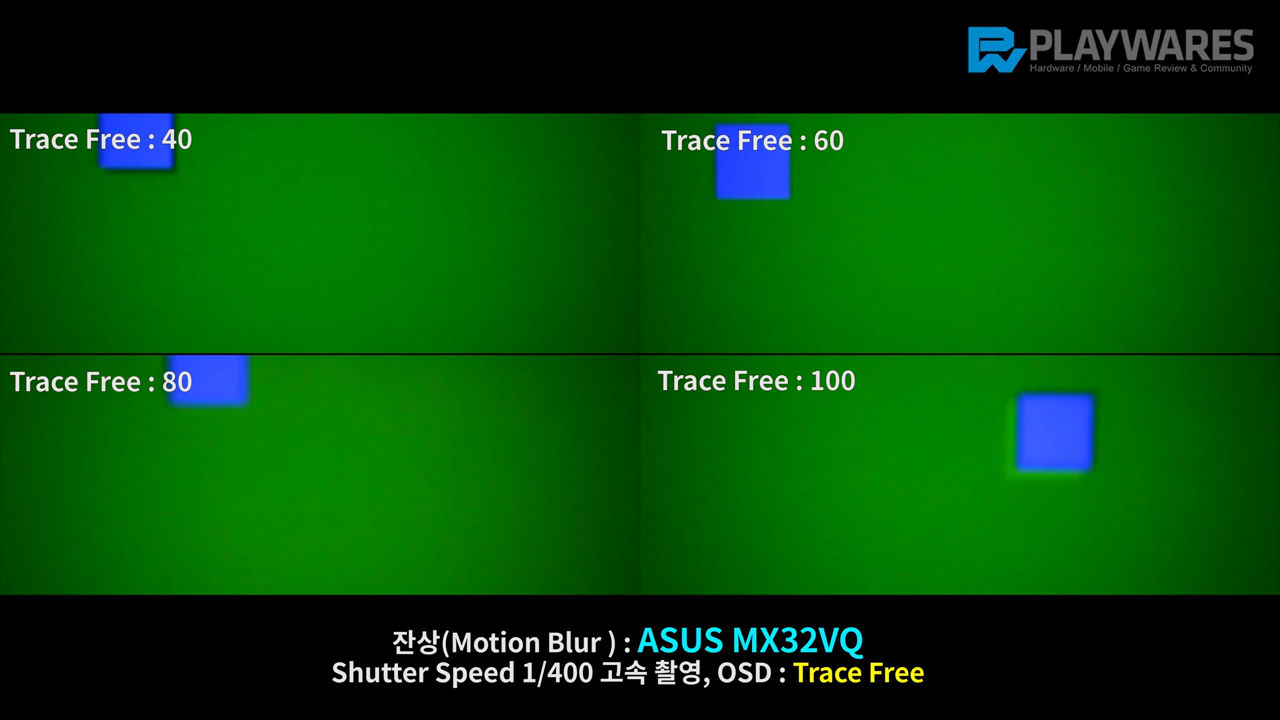 PLAYWARES
Hardware / Mobile / Game Review & Community
Trace Free : 40
Trace Free : 60
Trace Free : 80
Trace Free : 100
잔상(Motion Blur ) : ASUS MX32VQ
Shutter Speed 1/400 고속 촬영, OSD : Trace Free